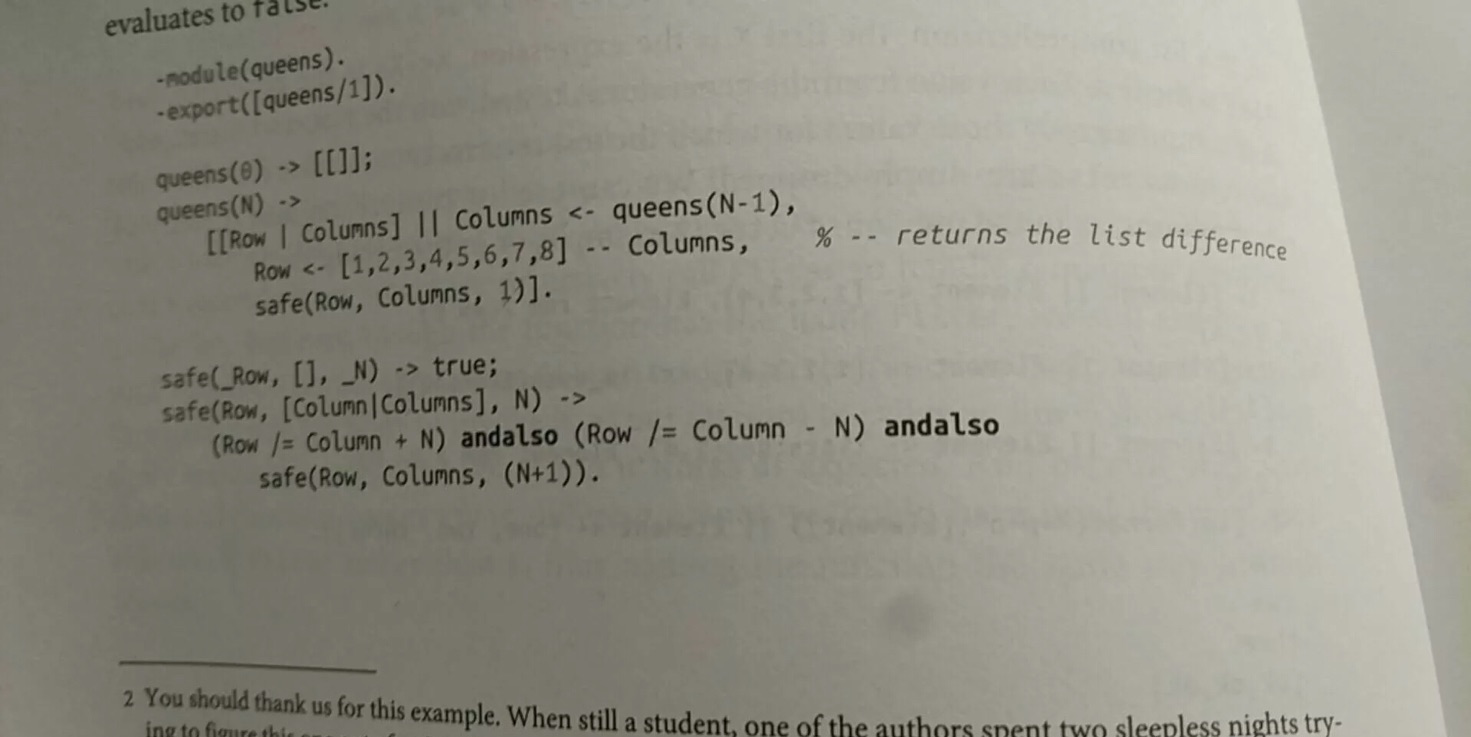 evaluates to false.
-module(queens).
-export([queens/1]).
queens(0) -> [[]];
queens(N) ->
[[Row | Columns] || Columns <- queens(N-1),
Row <- [1,2,3,4,5,6,7,8] -- Columns, % -- returns the list difference
safe(Row, Columns, 1)].
safe(_Row, [], _N) -> true;
safe(Row, [Column|Columns], N) ->
(Row /= Column + N) andalso (Row /= Column - N) andalso
safe(Row, Columns, (N+1)).
2 You should thank us for this example. When still a student, one of the authors spent two sleepless nights try-
ing to figure this